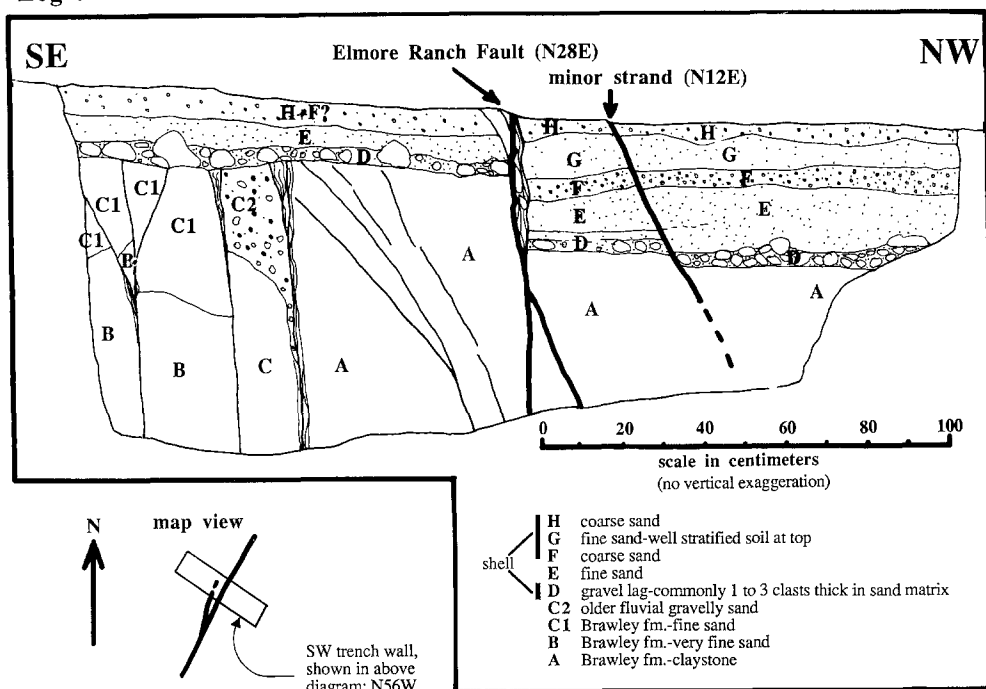 SE
Elmore Ranch Fault (N28E)
NW
minor strand (N12E)
H+F?
E
D
H
H
G
G
F
F
E
E
D
D
C1
C1
C1
C1
C2
B
B
B
C
A
A
A
A
0 20 40 60 80 100
scale in centimeters
(no vertical exaggeration)
N
map view
SW trench wall,
shown in above
diagram: N56W
shell
H coarse sand
G fine sand-well stratified soil at top
F coarse sand
E fine sand
D gravel lag-commonly 1 to 3 clasts thick in sand matrix
C2 older fluvial gravelly sand
C1 Brawley fm.-fine sand
B Brawley fm.-very fine sand
A Brawley fm.-claystone